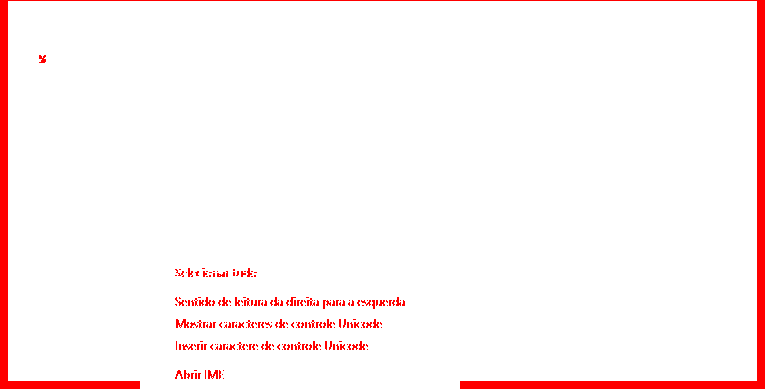 Selecionar tudo
Sentido de leitura da direita para a esquerda
Mostrar caracteres de controle Unicode
Inserir caractere de controle Unicode
Abrir IME